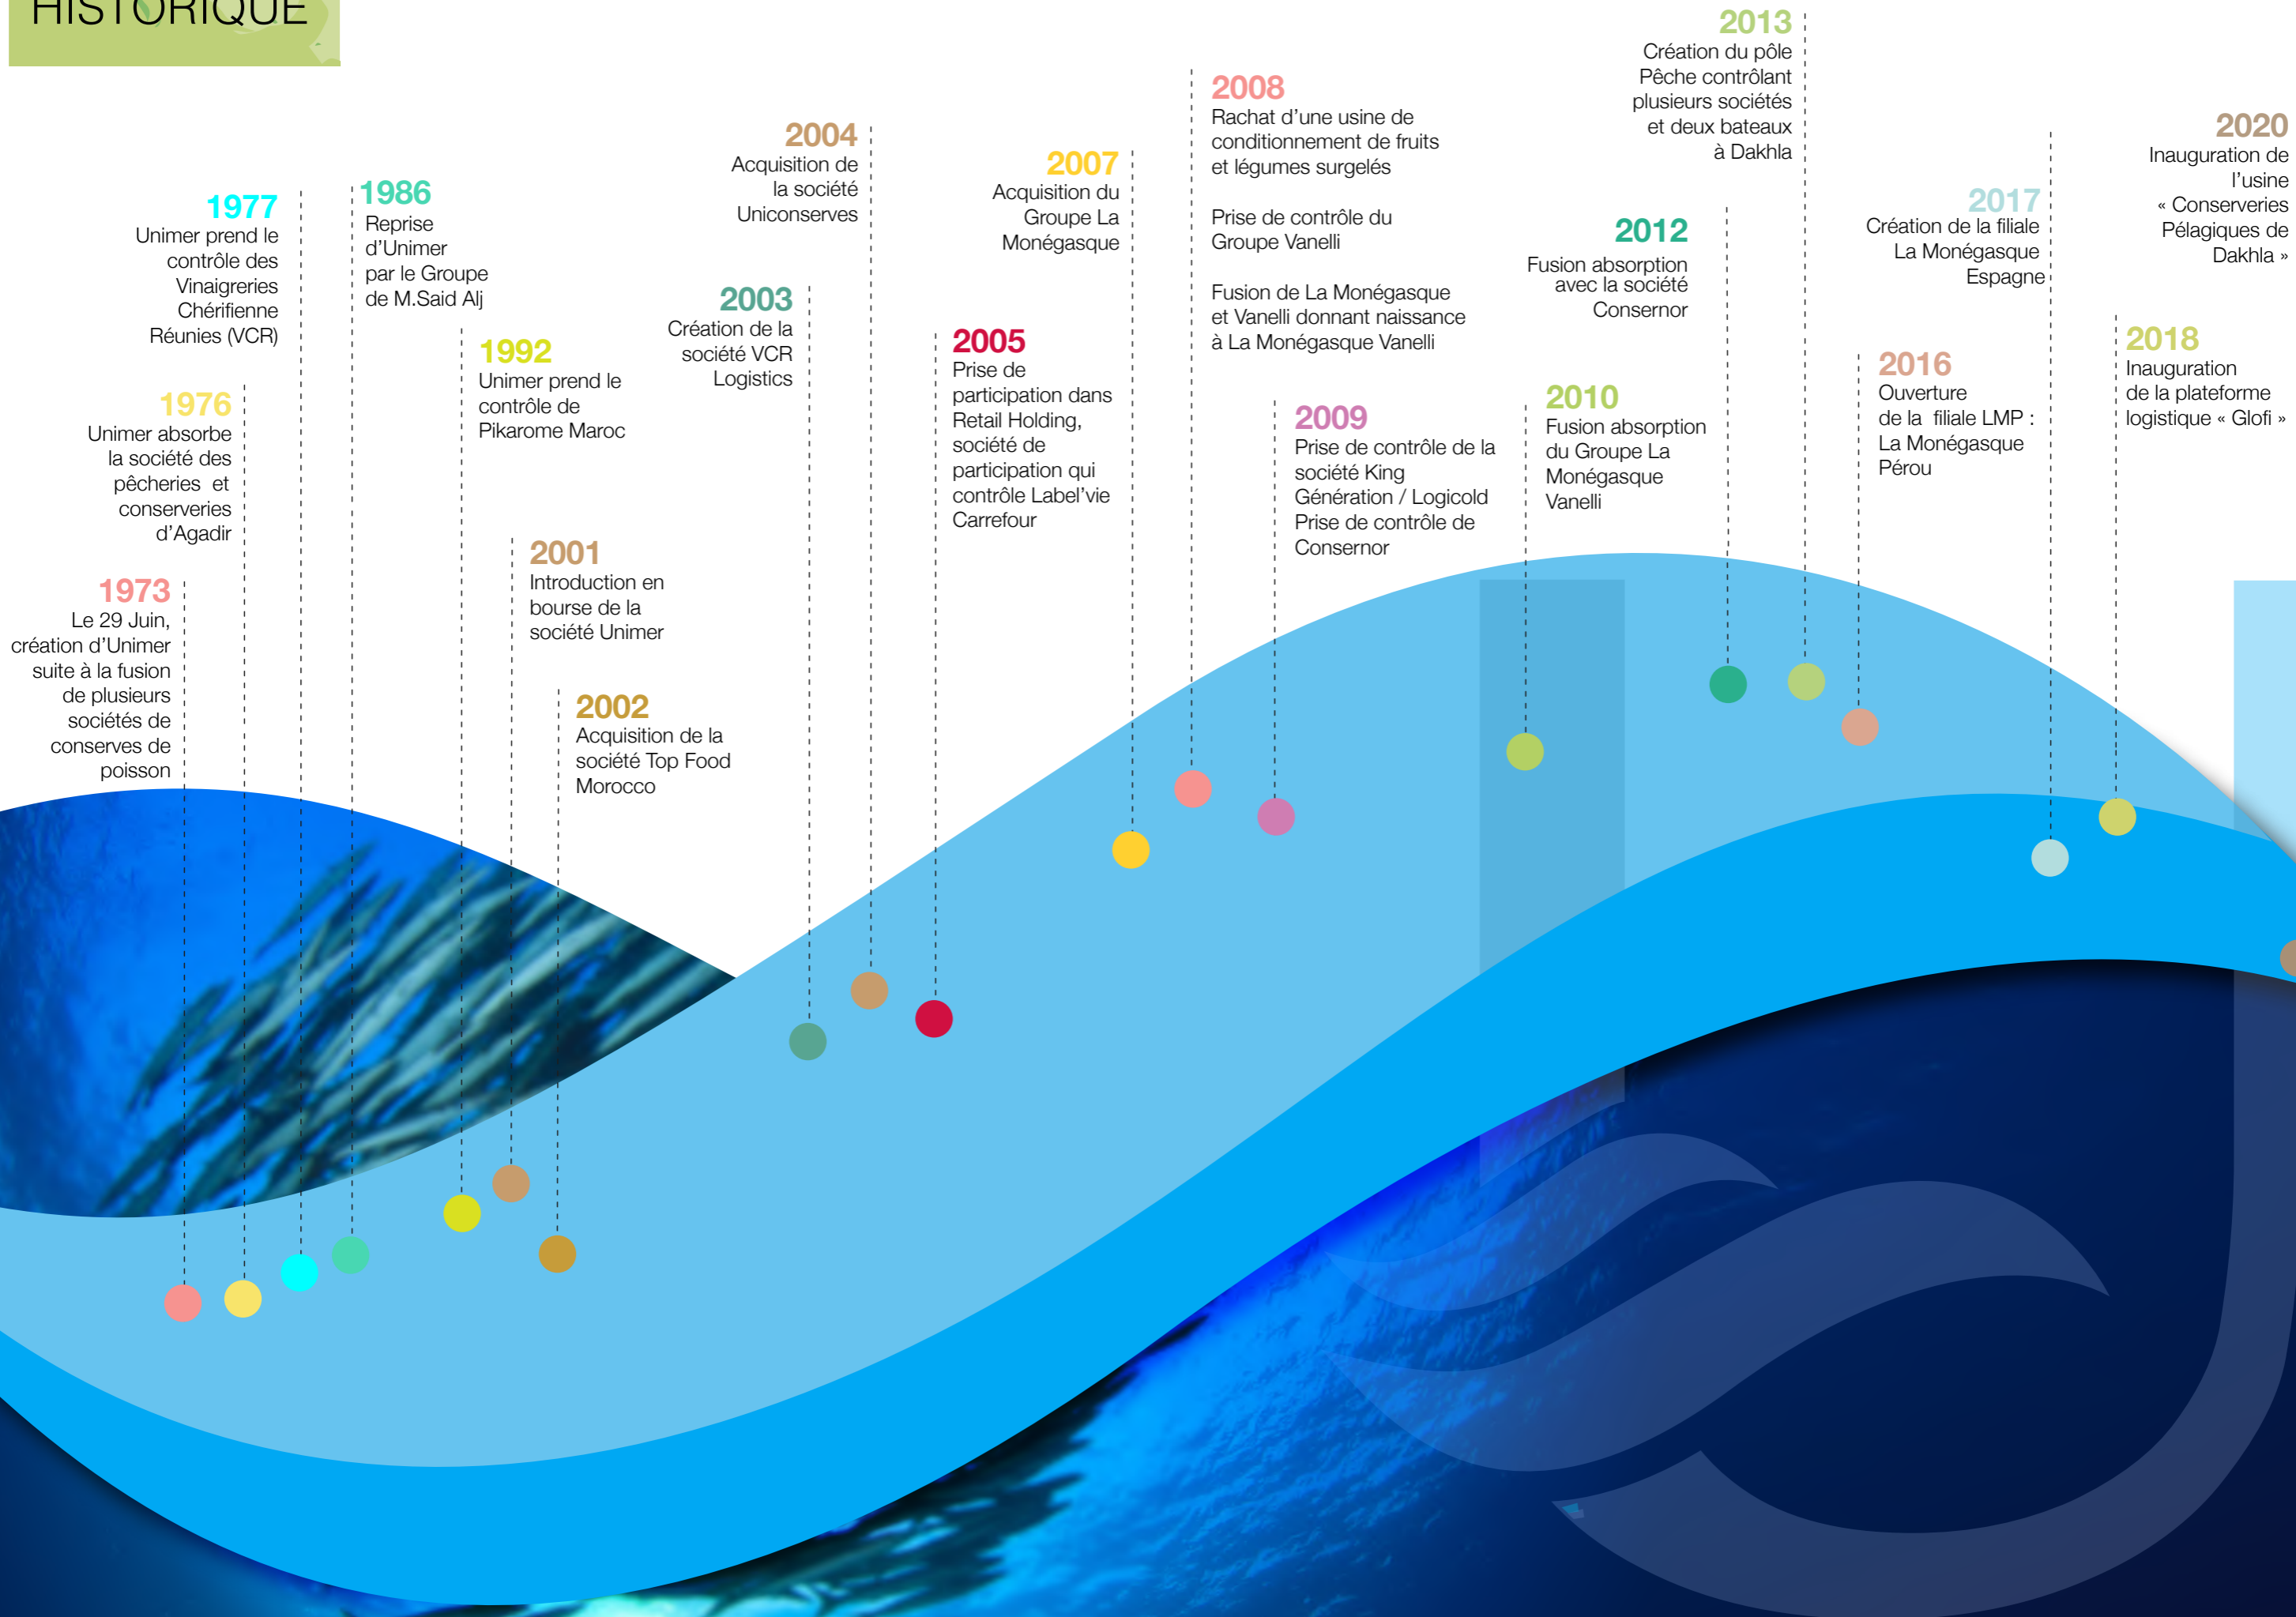 HISTORIQUE
1973
Le 29 Juin,
création d’Unimer
suite à la fusion
de plusieurs
sociétés de
conserves de
poisson
1976
Unimer absorbe
la société des
pêcheries et
conserveries
d’Agadir
1977
Unimer prend le
contrôle des
Vinaigreries
Chérifienne
Réunies (VCR)
1986
Reprise
d’Unimer
par le Groupe
de M.Said Alj
1992
Unimer prend le
contrôle de
Pikarome Maroc
2001
Introduction en
bourse de la
société Unimer
2002
Acquisition de la
société Top Food
Morocco
2003
Création de la
société VCR
Logistics
2004
Acquisition de
la société
Uniconserves
2005
Prise de
participation dans
Retail Holding,
société de
participation qui
contrôle Label’vie
Carrefour
2007
Acquisition du
Groupe La
Monégasque
2008
Rachat d’une usine de
conditionnement de fruits
et légumes surgelés
Prise de contrôle du
Groupe Vanelli
Fusion de La Monégasque
et Vanelli donnant naissance
à La Monégasque Vanelli
2009
Prise de contrôle de la
société King
Génération / Logicold
Prise de contrôle de
Consernor
2010
Fusion absorption
du Groupe La
Monégasque
Vanelli
2012
Fusion absorption
avec la société
Consernor
2013
Création du pôle
Pêche contrôlant
plusieurs sociétés
et deux bateaux
à Dakhla
2016
Ouverture
de la filiale LMP :
La Monégasque
Pérou
2017
Création de la filiale
La Monégasque
Espagne
2018
Inauguration
de la plateforme
logistique « Glofi »
2020
Inauguration de
l’usine
« Conserveries
Pélagiques de
Dakhla »